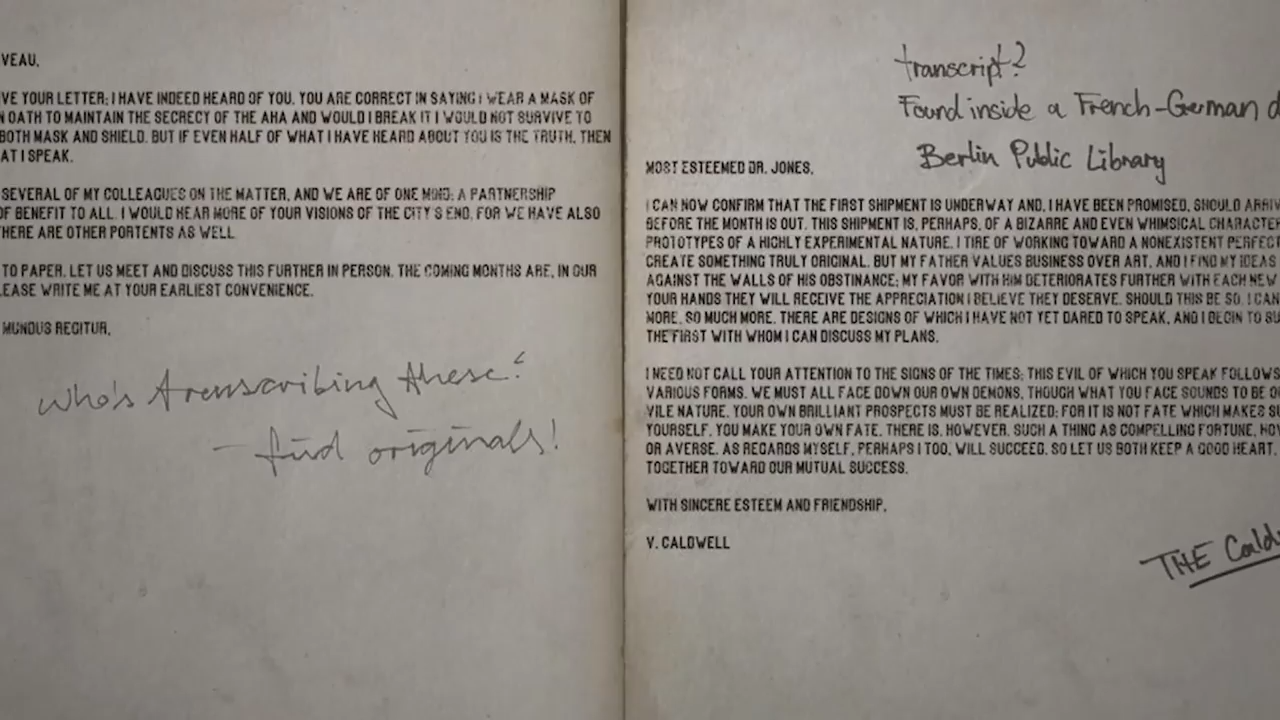 VEAU,
VE YOUR LETTER; I HAVE INDEED HEARD OF YOU. YOU ARE CORRECT IN SAYING I WEAR A MASK OF
N OATH TO MAINTAIN THE SECRECY OF THE AHA AND WOULD I BREAK IT I WOULD NOT SURVIVE TO
BOTH MASK AND SHIELD. BUT IF EVEN HALF OF WHAT I HAVE HEARD ABOUT YOU IS THE TRUTH, THEN
AT I SPEAK.
SEVERAL OF MY COLLEAGUES ON THE MATTER, AND WE ARE OF ONE MIND: A PARTNERSHIP
OF BENEFIT TO ALL. I WOULD HEAR MORE OF YOUR VISIONS OF THE CITY'S END, FOR WE HAVE ALSO
HERE ARE OTHER PORTENTS AS WELL
TO PAPER. LET US MEET AND DISCUSS THIS FURTHER IN PERSON. THE COMING MONTHS ARE, IN OUR
LEASE WRITE ME AT YOUR EARLIEST CONVENIENCE.
MUNDUS REGITUR,
who's transcribing these?
- find originals!
transcript?
Found inside a French-German d
Berlin Public Library
MOST ESTEEMED DR. JONES,
I CAN NOW CONFIRM THAT THE FIRST SHIPMENT IS UNDERWAY AND, I HAVE BEEN PROMISED, SHOULD ARRIV
BEFORE THE MONTH IS OUT. THIS SHIPMENT IS, PERHAPS, OF A BIZARRE AND EVEN WHIMSICAL CHARACTER
PROTOTYPES OF A HIGHLY EXPERIMENTAL NATURE. I TIRE OF WORKING TOWARD A NONEXISTENT PERFECT
CREATE SOMETHING TRULY ORIGINAL. BUT MY FATHER VALUES BUSINESS OVER ART, AND I FIND MY IDEAS
AGAINST THE WALLS OF HIS OBSTINANCE; MY FAVOR WITH HIM DETERIORATES FURTHER WITH EACH NEW
YOUR HANDS THEY WILL RECEIVE THE APPRECIATION I BELIEVE THEY DESERVE. SHOULD THIS BE SO, I CAN
MORE, SO MUCH MORE. THERE ARE DESIGNS OF WHICH I HAVE NOT YET DARED TO SPEAK, AND I BEGIN TO SU
THE FIRST WITH WHOM I CAN DISCUSS MY PLANS.
I NEED NOT CALL YOUR ATTENTION TO THE SIGNS OF THE TIMES; THIS EVIL OF WHICH YOU SPEAK FOLLOWS
VARIOUS FORMS. WE MUST ALL FACE DOWN OUR OWN DEMONS, THOUGH WHAT YOU FACE SOUNDS TO BE O
VILE NATURE. YOUR OWN BRILLIANT PROSPECTS MUST BE REALIZED; FOR IT IS NOT FATE WHICH MAKES SU
YOURSELF. YOU MAKE YOUR OWN FATE. THERE IS, HOWEVER, SUCH A THING AS COMPELLING FORTUNE, HO
OR AVERSE. AS REGARDS MYSELF, PERHAPS I TOO, WILL SUCCEED. SO LET US BOTH KEEP A GOOD HEART,
TOGETHER TOWARD OUR MUTUAL SUCCESS.
WITH SINCERE ESTEEM AND FRIENDSHIP,
V. CALDWELL
THE Cald